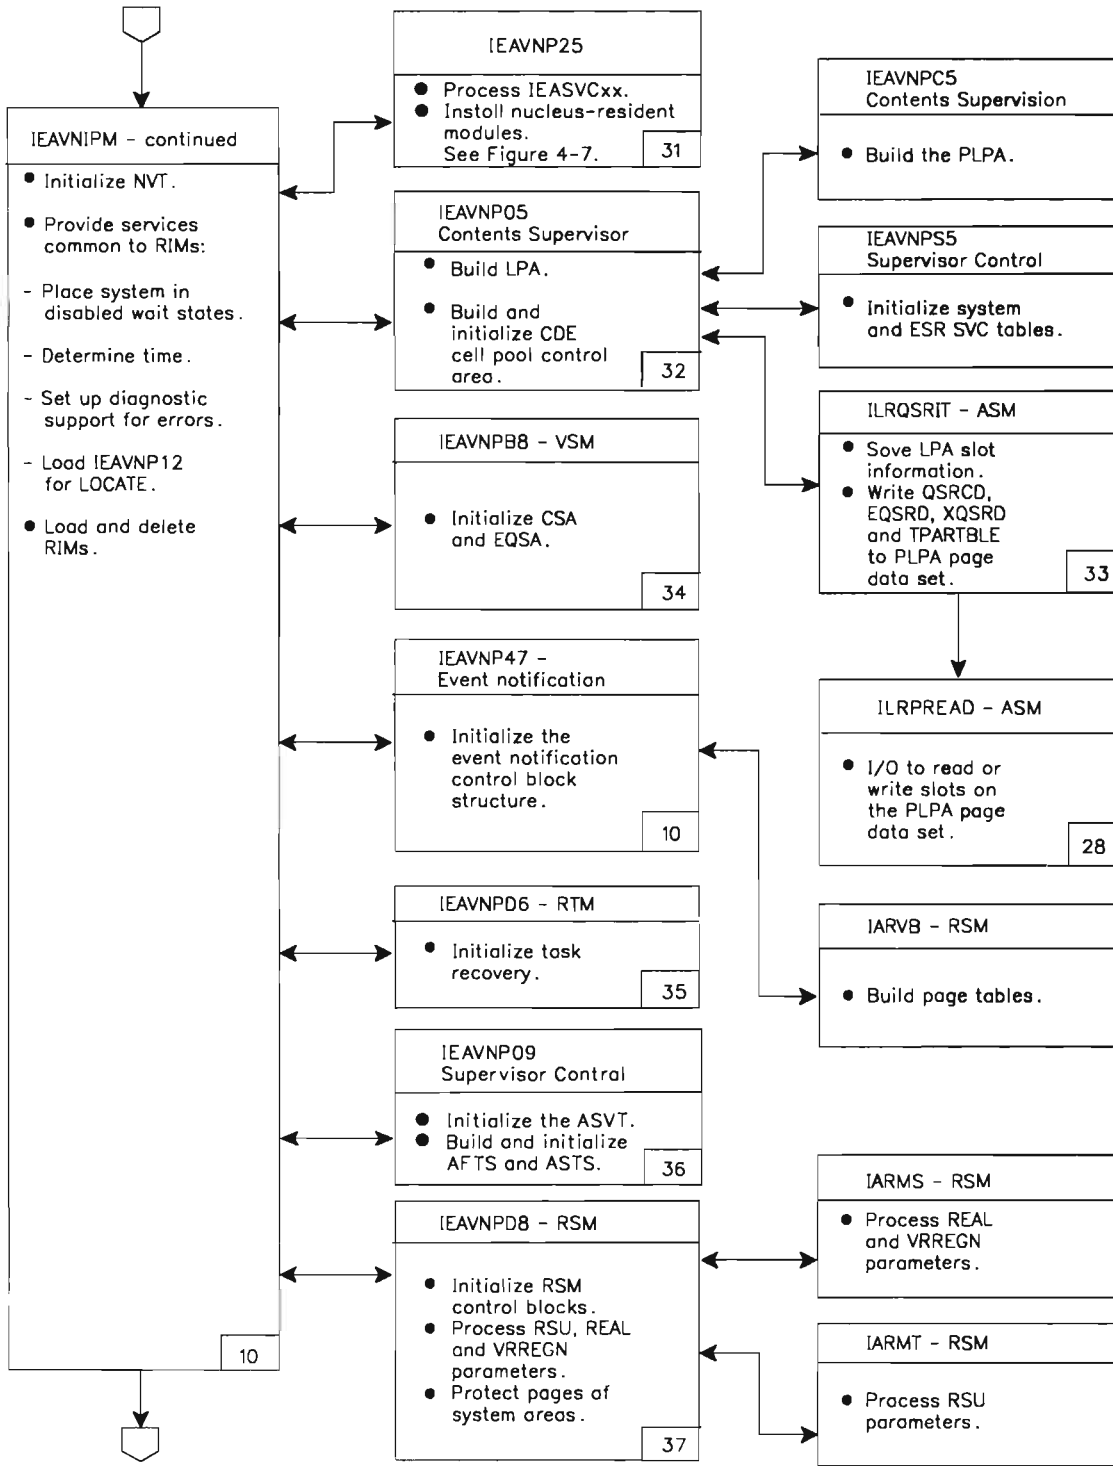 IEAVNIPM - continued
● Initialize NVT.
● Provide services
common to RIMs:
- Place system in
disabled wait states.
- Determine time.
- Set up diagnostic
support for errors.
- Load IEAVNP12
for LOCATE.
● Load and delete
RIMs.
10
IEAVNP25
● Process IEASVCxx.
● Install nucleus-resident
modules.
See Figure 4-7.
31
IEAVNP05
Contents Supervisor
● Build LPA.
● Build and
initialize CDE
cell pool control
area.
32
IEAVNPB8 - VSM
● Initialize CSA
and EQSA.
34
IEAVNP47 -
Event notification
● Initialize the
event notification
control block
structure.
10
IEAVNPD6 - RTM
● Initialize task
recovery.
35
IEAVNP09
Supervisor Control
● Initialize the ASVT.
● Build and initialize
AFTS and ASTS.
36
IEAVNPD8 - RSM
● Initialize RSM
control blocks.
● Process RSU, REAL
and VRREGN
parameters.
● Protect pages of
system areas.
37
IEAVNPC5
Contents Supervision
● Build the PLPA.
IEAVNPS5
Supervisor Control
● Initialize system
and ESR SVC tables.
ILRQSRIT - ASM
● Save LPA slot
information.
● Write QSRCD,
EQSRD, XQSRD
and TPARTBLE
to PLPA page
data set.
33
ILRPREAD - ASM
● I/O to read or
write slots on
the PLPA page
data set.
28
IARVB - RSM
● Build page tables.
IARMS - RSM
● Process REAL
and VRREGN
parameters.
IARMT - RSM
● Process RSU
parameters.